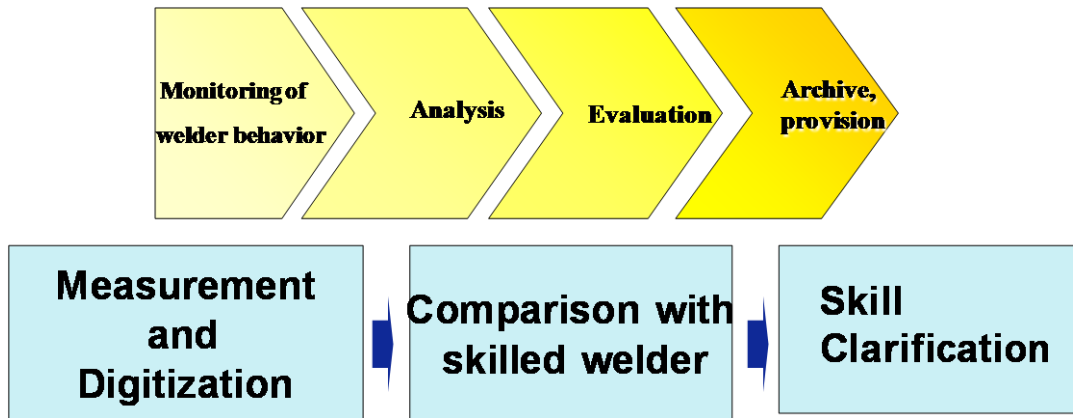 Monitoring of
welder behavior
Analysis
Evaluation
Archive,
provision
Measurement
and
Digitization
Comparison with
skilled welder
Skill
Clarification